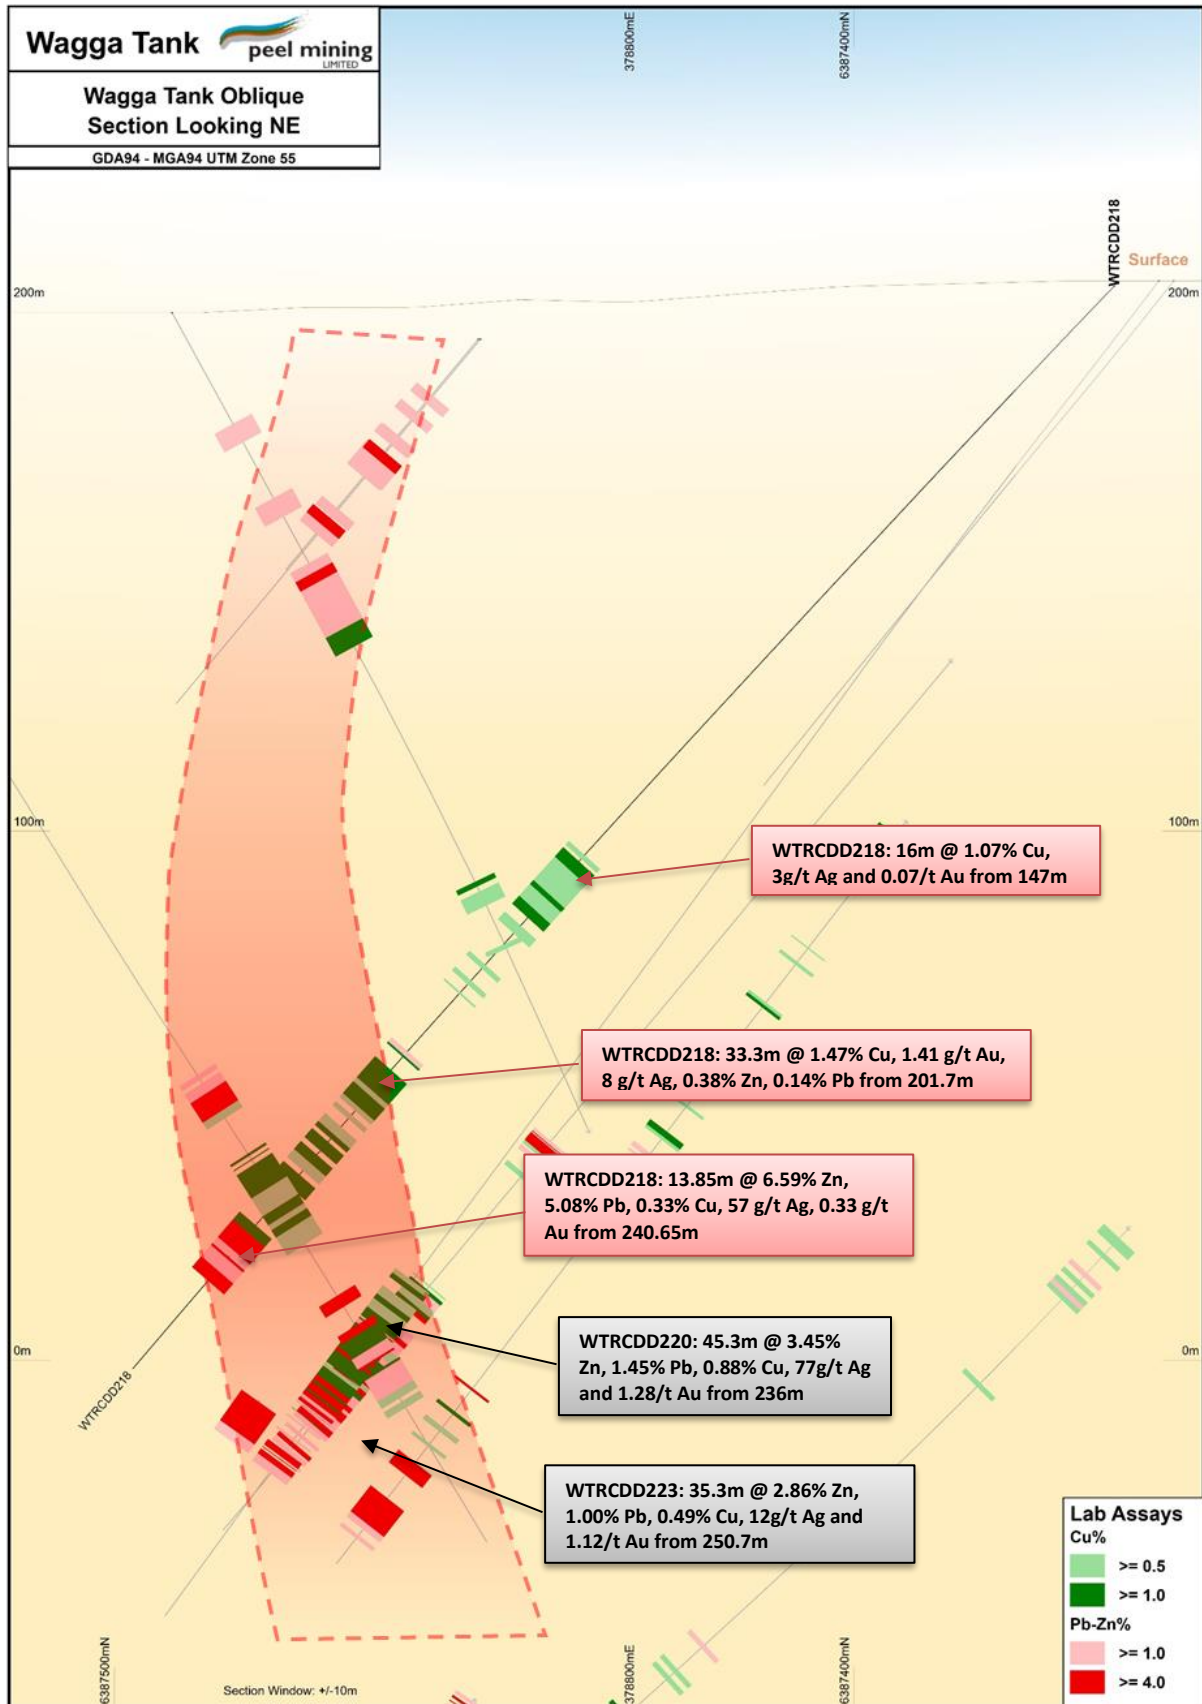 Wagga Tank
peel mining
LIMITED
Wagga Tank Oblique
Section Looking NE
GDA94 - MGA94 UTM Zone 55
378800mE
6387400mN
WTRCDD218
Surface
200m
200m
100m
100m
WTRCDD218: 16m @ 1.07% Cu,
3g/t Ag and 0.07/t Au from 147m
WTRCDD218: 33.3m @ 1.47% Cu, 1.41 g/t Au,
8 g/t Ag, 0.38% Zn, 0.14% Pb from 201.7m
WTRCDD218: 13.85m @ 6.59% Zn,
5.08% Pb, 0.33% Cu, 57 g/t Ag, 0.33 g/t
Au from 240.65m
0m
0m
WTRCDD220: 45.3m @ 3.45%
Zn, 1.45% Pb, 0.88% Cu, 77g/t Ag
and 1.28/t Au from 236m
WTRCDD218
WTRCDD223: 35.3m @ 2.86% Zn,
1.00% Pb, 0.49% Cu, 12g/t Ag and
1.12/t Au from 250.7m
Lab Assays
Cu%
>= 0.5
>= 1.0
Pb-Zn%
>= 1.0
>= 4.0
6387500mN
Section Window: +/-10m
378800mE
6387400mN